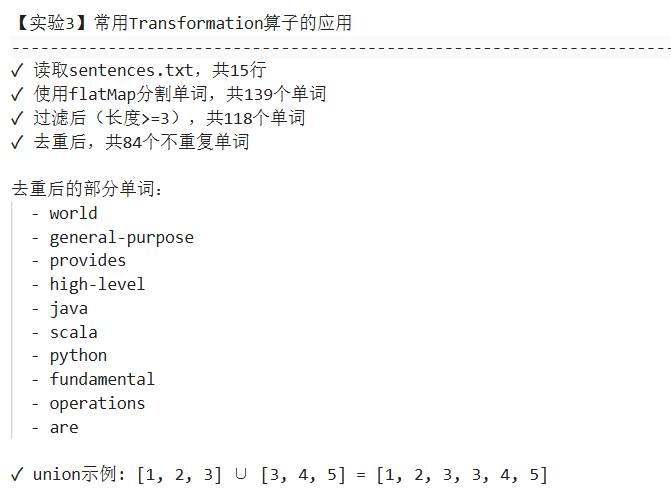 【实验3】常用Transformation算子的应用
----------------------------------------------------------------------
✓ 读取sentences.txt，共15行
✓ 使用flatMap分割单词，共139个单词
✓ 过滤后（长度>=3），共118个单词
✓ 去重后，共84个不重复单词
去重后的部分单词：
- world
- general-purpose
- provides
- high-level
- java
- scala
- python
- fundamental
- operations
- are
✓ union示例: [1, 2, 3] ∪ [3, 4, 5] = [1, 2, 3, 3, 4, 5]